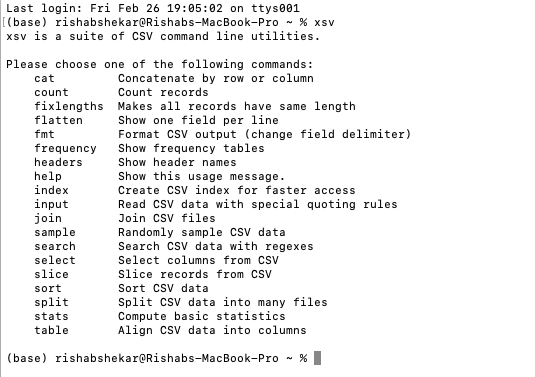 Last login: Fri Feb 26 19:05:02 on ttys001
[(base) rishabshekar@Rishabs-MacBook-Pro ~ % xsv
xsv is a suite of CSV command line utilities.

Please choose one of the following commands:
    cat         Concatenate by row or column
    count       Count records
    fixlengths  Makes all records have same length
    flatten     Show one field per line
    fmt         Format CSV output (change field delimiter)
    frequency   Show frequency tables
    headers     Show header names
    help        Show this usage message.
    index       Create CSV index for faster access
    input       Read CSV data with special quoting rules
    join        Join CSV files
    sample      Randomly sample CSV data
    search      Search CSV data with regexes
    select      Select columns from CSV
    slice       Slice records from CSV
    sort        Sort CSV data
    split       Split CSV data into many files
    stats       Compute basic statistics
    table       Align CSV data into columns

(base) rishabshekar@Rishabs-MacBook-Pro ~ %